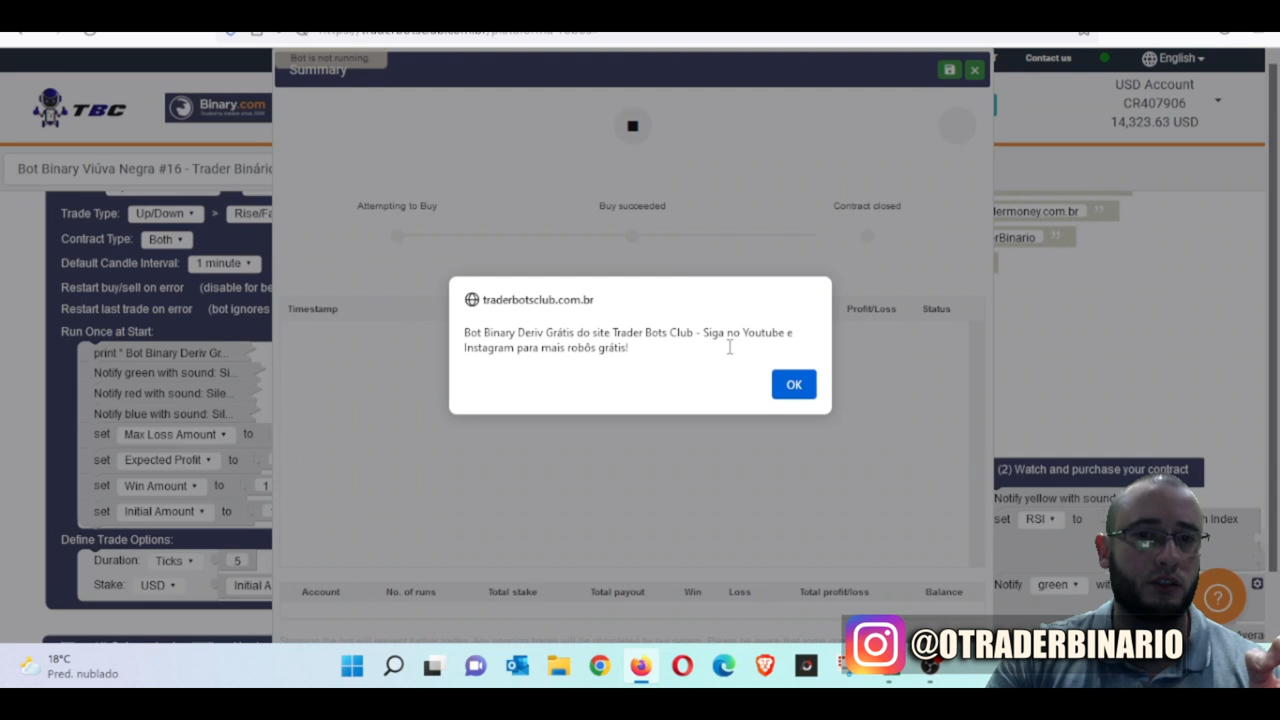 Bot is not running.
Summary
Contact us
English
TBC
Binary.com
USD Account
CR407906
14,323.63 USD
Bot Binary Viúva Negra #16 - Trader Binário
Attempting to Buy
Buy succeeded
Contract closed
Trade Type: Up/Down > Rise/Fa
Contract Type: Both
Default Candle Interval: 1 minute
Restart buy/sell on error (disable for be
Restart last trade on error (bot ignores
Run Once at Start:
print " Bot Binary Deriv Gr...
Notify green with sound: Si...
Notify red with sound: Sile...
Notify blue with sound: Sil...
set Max Loss Amount to
set Expected Profit to
set Win Amount to 1
set Initial Amount to
Define Trade Options:
Duration: Ticks 5
Stake: USD Initial A
Timestamp
Profit/Loss
Status
traderbotsclub.com.br
Bot Binary Deriv Grátis do site Trader Bots Club - Siga no Youtube e
Instagram para mais robôs grátis!
OK
dermoney.com.br
rBinario
(2) Watch and purchase your contract
Notify yellow with sound
set RSI to
h Index
Notify green wit
Account
No. of runs
Total stake
Total payout
Win
Loss
Total profit/loss
Balance
@OTRADERBINARIO
18°C
Pred. nublado